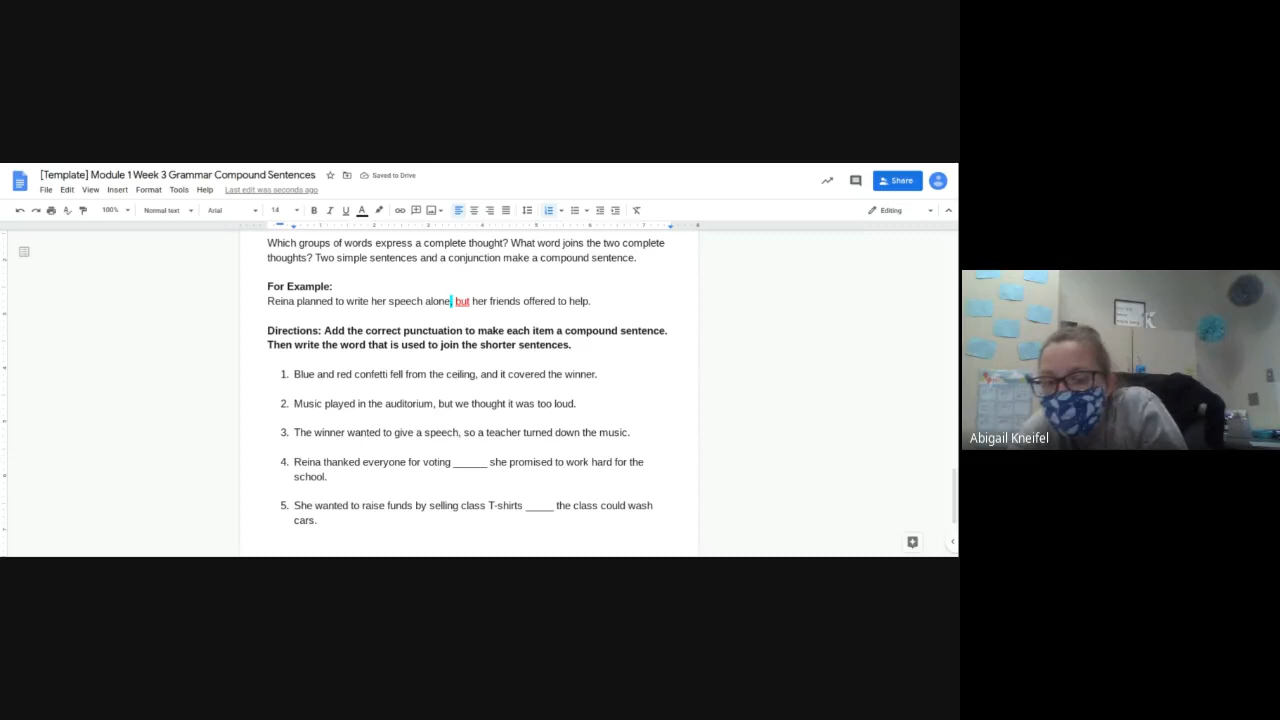 [Template] Module 1 Week 3 Grammar Compound Sentences
Saved to Drive
File Edit View Insert Format Tools Help Last edit was seconds ago
Share
100% Normal text Arial 14 Editing
Which groups of words express a complete thought? What word joins the two complete
thoughts? Two simple sentences and a conjunction make a compound sentence.
For Example:
Reina planned to write her speech alone, but her friends offered to help.
Directions: Add the correct punctuation to make each item a compound sentence.
Then write the word that is used to join the shorter sentences.
1. Blue and red confetti fell from the ceiling, and it covered the winner.
2. Music played in the auditorium, but we thought it was too loud.
3. The winner wanted to give a speech, so a teacher turned down the music.
4. Reina thanked everyone for voting ______ she promised to work hard for the
school.
5. She wanted to raise funds by selling class T-shirts _____ the class could wash
cars.
Abigail Kneifel